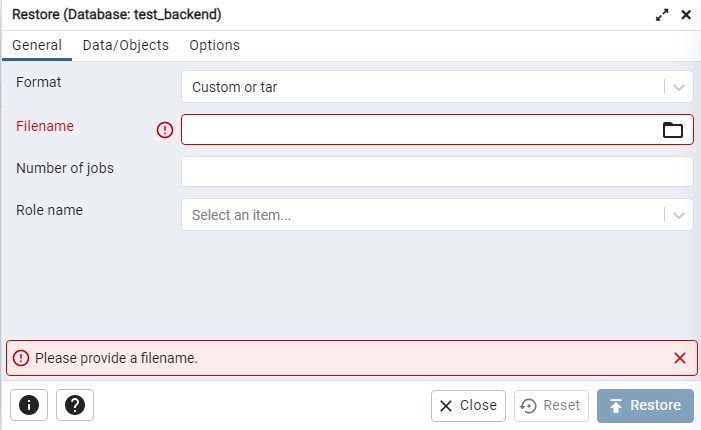 Restore (Database: test_backend)
General Data/Objects Options
Format Custom or tar
Filename
Number of jobs
Role name Select an item...
Please provide a filename.
Close Reset Restore